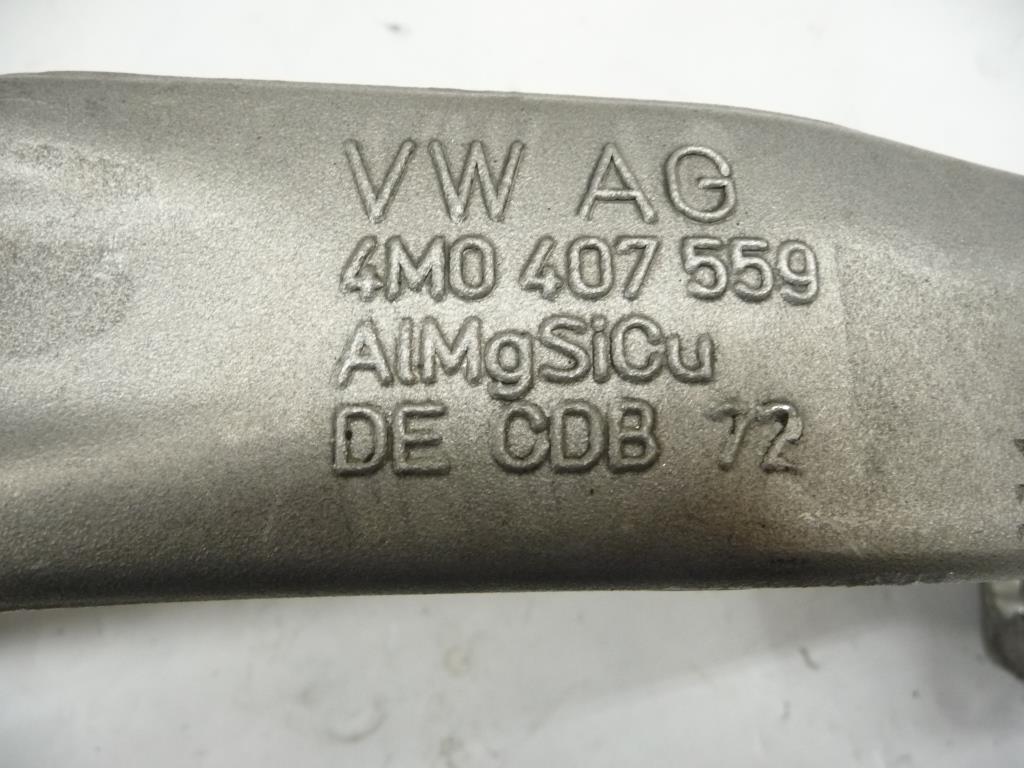 VW AG
4M0 407 559
AlMgSiCu
DE CDB 72